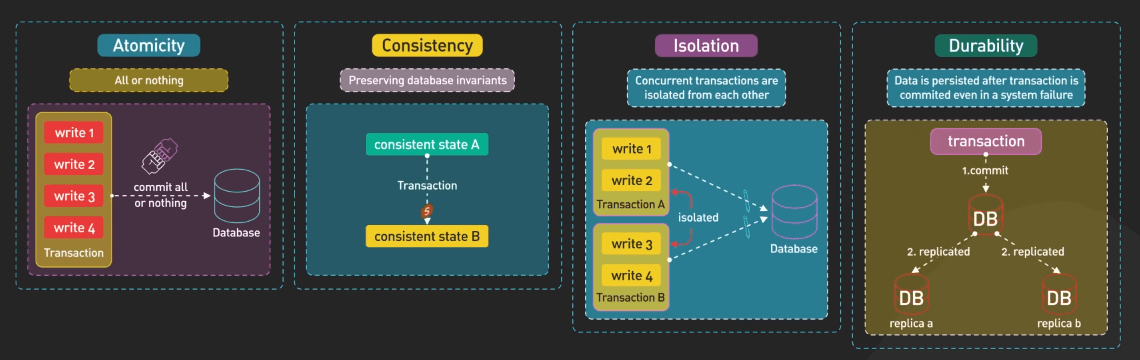 Atomicity
All or nothing
write 1
write 2
write 3
write 4
Transaction
commit all
or nothing
Database
Consistency
Preserving database invariants
consistent state A
Transaction
consistent state B
Isolation
Concurrent transactions are
isolated from each other
write 1
write 2
Transaction A
isolated
write 3
write 4
Transaction B
Database
Durability
Data is persisted after transaction is
commited even in a system failure
transaction
1.commit
DB
2. replicated
2. replicated
DB
DB
replica a
replica b